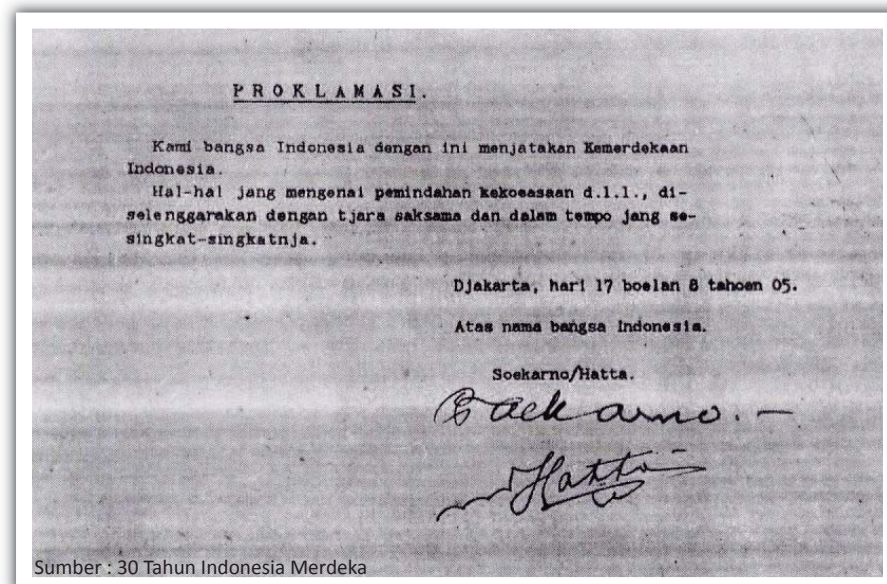 PROKLAMASI.
Kami bangsa Indonesia dengan ini menjatakan Kemerdekaan
Indonesia.
Hal-hal jang mengenai pemindahan kekoeasaan d.l.l., di-
selenggarakan dengan tjara saksama dan dalam tempo jang se-
singkat-singkatnja.
Djakarta, hari 17 boelan 8 tahoen 05.
Atas nama bangsa Indonesia.
Soekarno/Hatta.
Soekarno.—
Hatta
Sumber : 30 Tahun Indonesia Merdeka